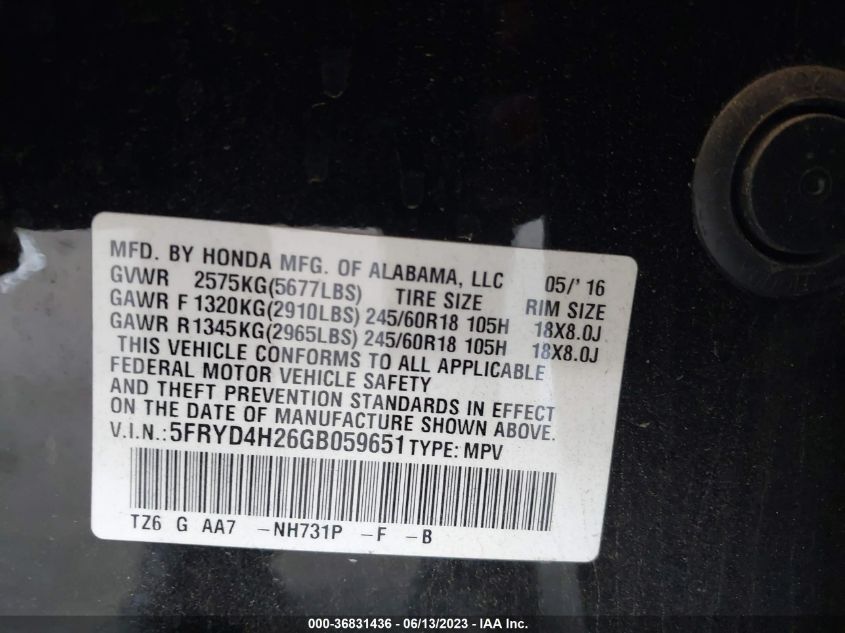 MFD. BY HONDA MFG. OF ALABAMA, LLC 05/' 16
GVWR 2575KG(5677LBS) TIRE SIZE RIM SIZE
GAWR F 1320KG(2910LBS) 245/60R18 105H 18X8.0J
GAWR R1345KG(2965LBS) 245/60R18 105H 18X8.0J
THIS VEHICLE CONFORMS TO ALL APPLICABLE
FEDERAL MOTOR VEHICLE SAFETY
AND THEFT PREVENTION STANDARDS IN EFFECT
ON THE DATE OF MANUFACTURE SHOWN ABOVE.
V.I.N.:5FRYD4H26GB059651 TYPE: MPV
TZ6 G AA7 -NH731P -F -B
000-36831436 - 06/13/2023 - IAA Inc.